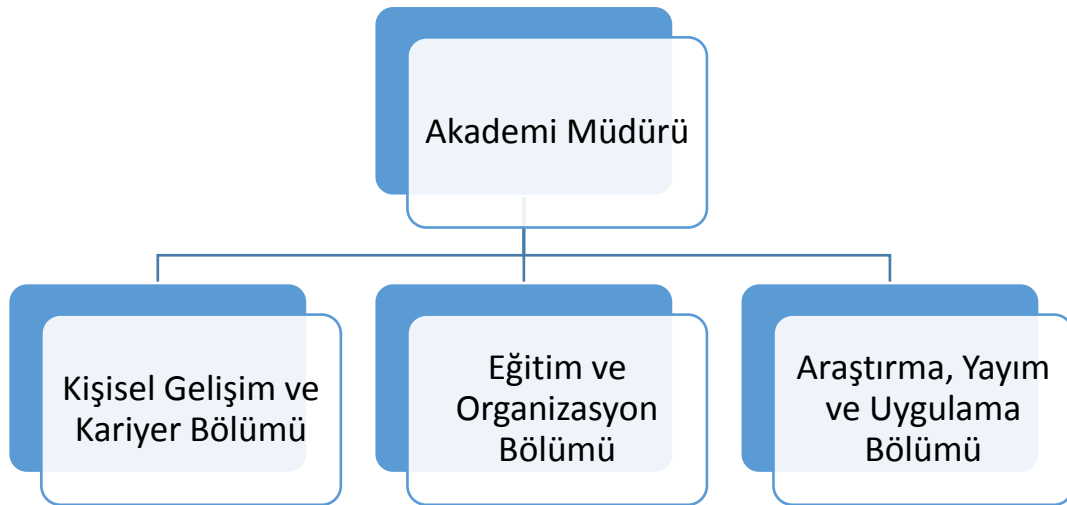 Akademi Müdürü
Kişisel Gelişim ve
Kariyer Bölümü
Eğitim ve
Organizasyon
Bölümü
Araştırma, Yayım
ve Uygulama
Bölümü